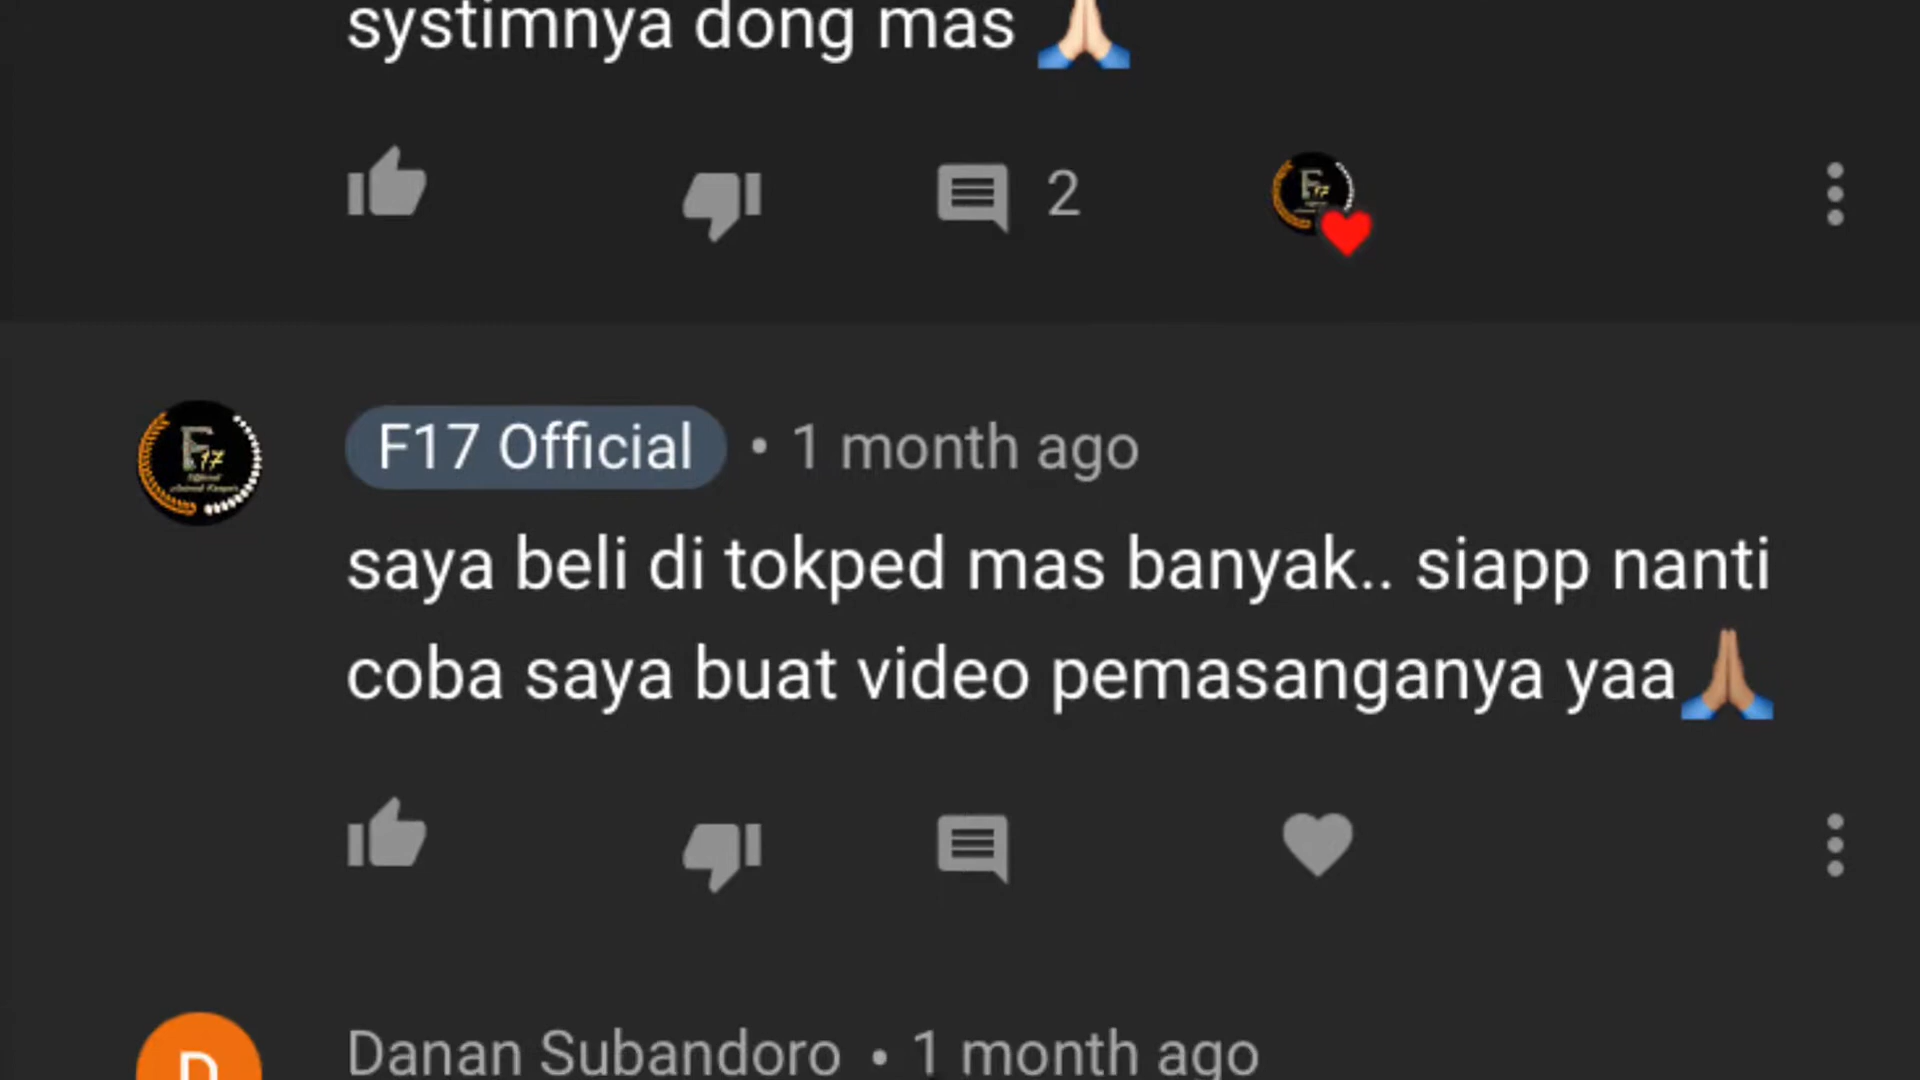 systimnya dong mas 🙏🏻
2
F17 Official • 1 month ago
saya beli di tokped mas banyak.. siapp nanti
coba saya buat video pemasanganya yaa🙏🏽
D
Danan Subandoro • 1 month ago